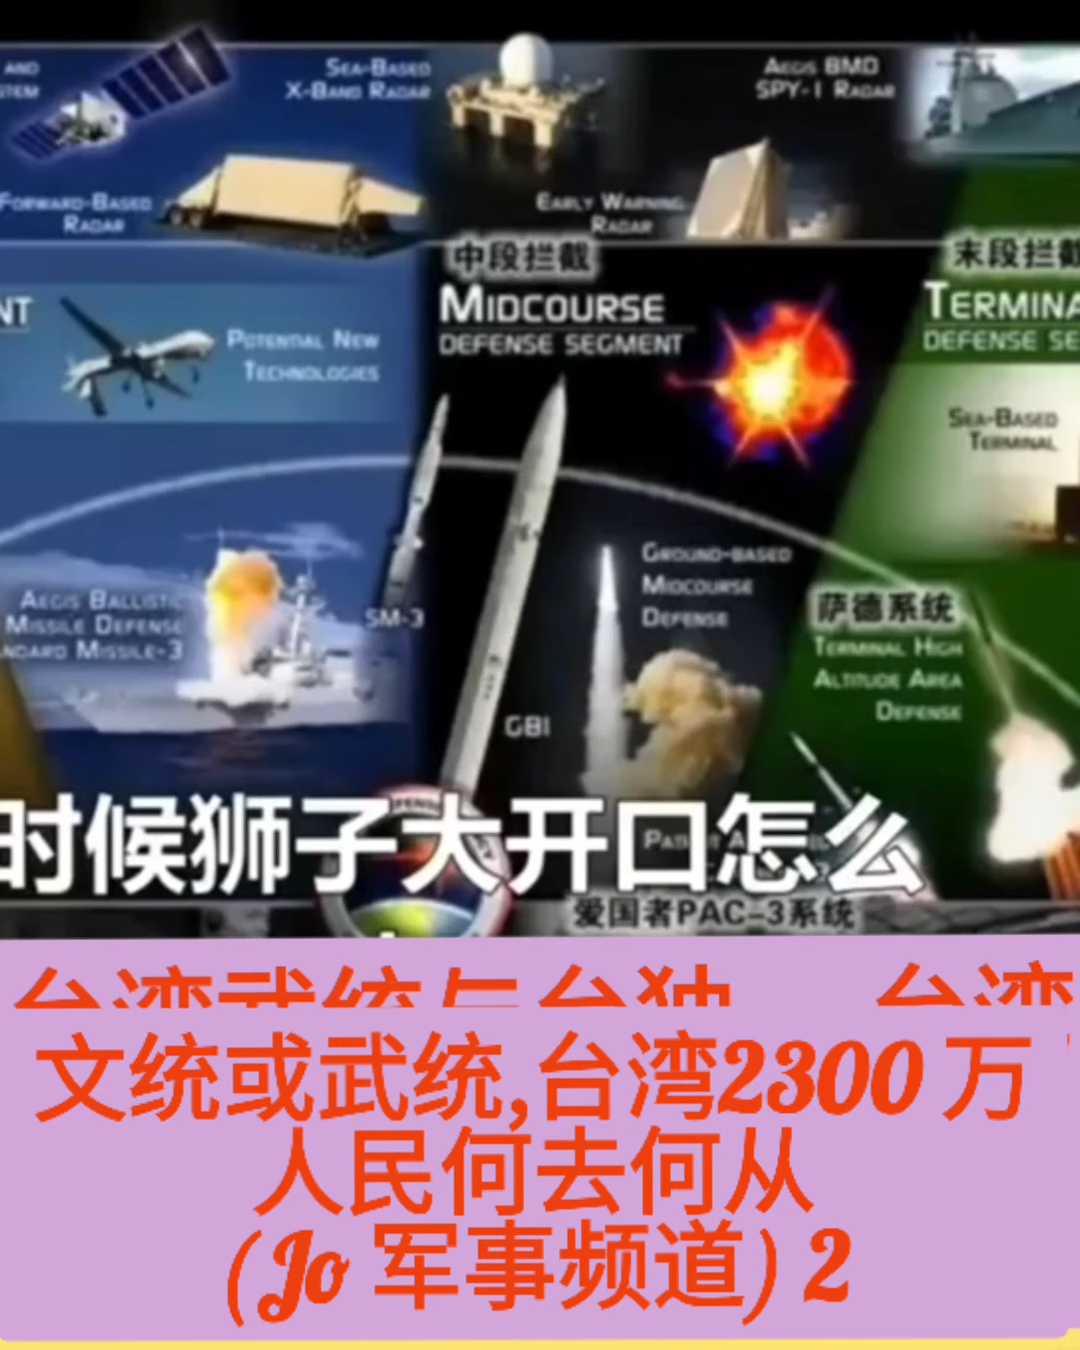 AND
SEA-BASED
X-BAND RADAR
AEGIS BMD
SPY-1 RADAR
FORWARD-BASED
RADAR
EARLY WARNING
RADAR
中段拦截
末段拦截
MIDCOURSE
DEFENSE SEGMENT
TERMINA
DEFENSE SE
NT
POTENTIAL NEW
TECHNOLOGIES
SEA-BASED
TERMINAL
GROUND-BASED
MIDCOURSE
DEFENSE
AEGIS BALLISTIC
MISSILE DEFENSE
NDARD MISSILE-3
SM-3
GBI
萨德系统
TERMINAL HIGH
ALTITUDE AREA
DEFENSE
时候狮子大开口怎么
爱国者PAC-3系统
文统或武统,台湾2300 万
人民何去何从
(Jo 军事频道) 2